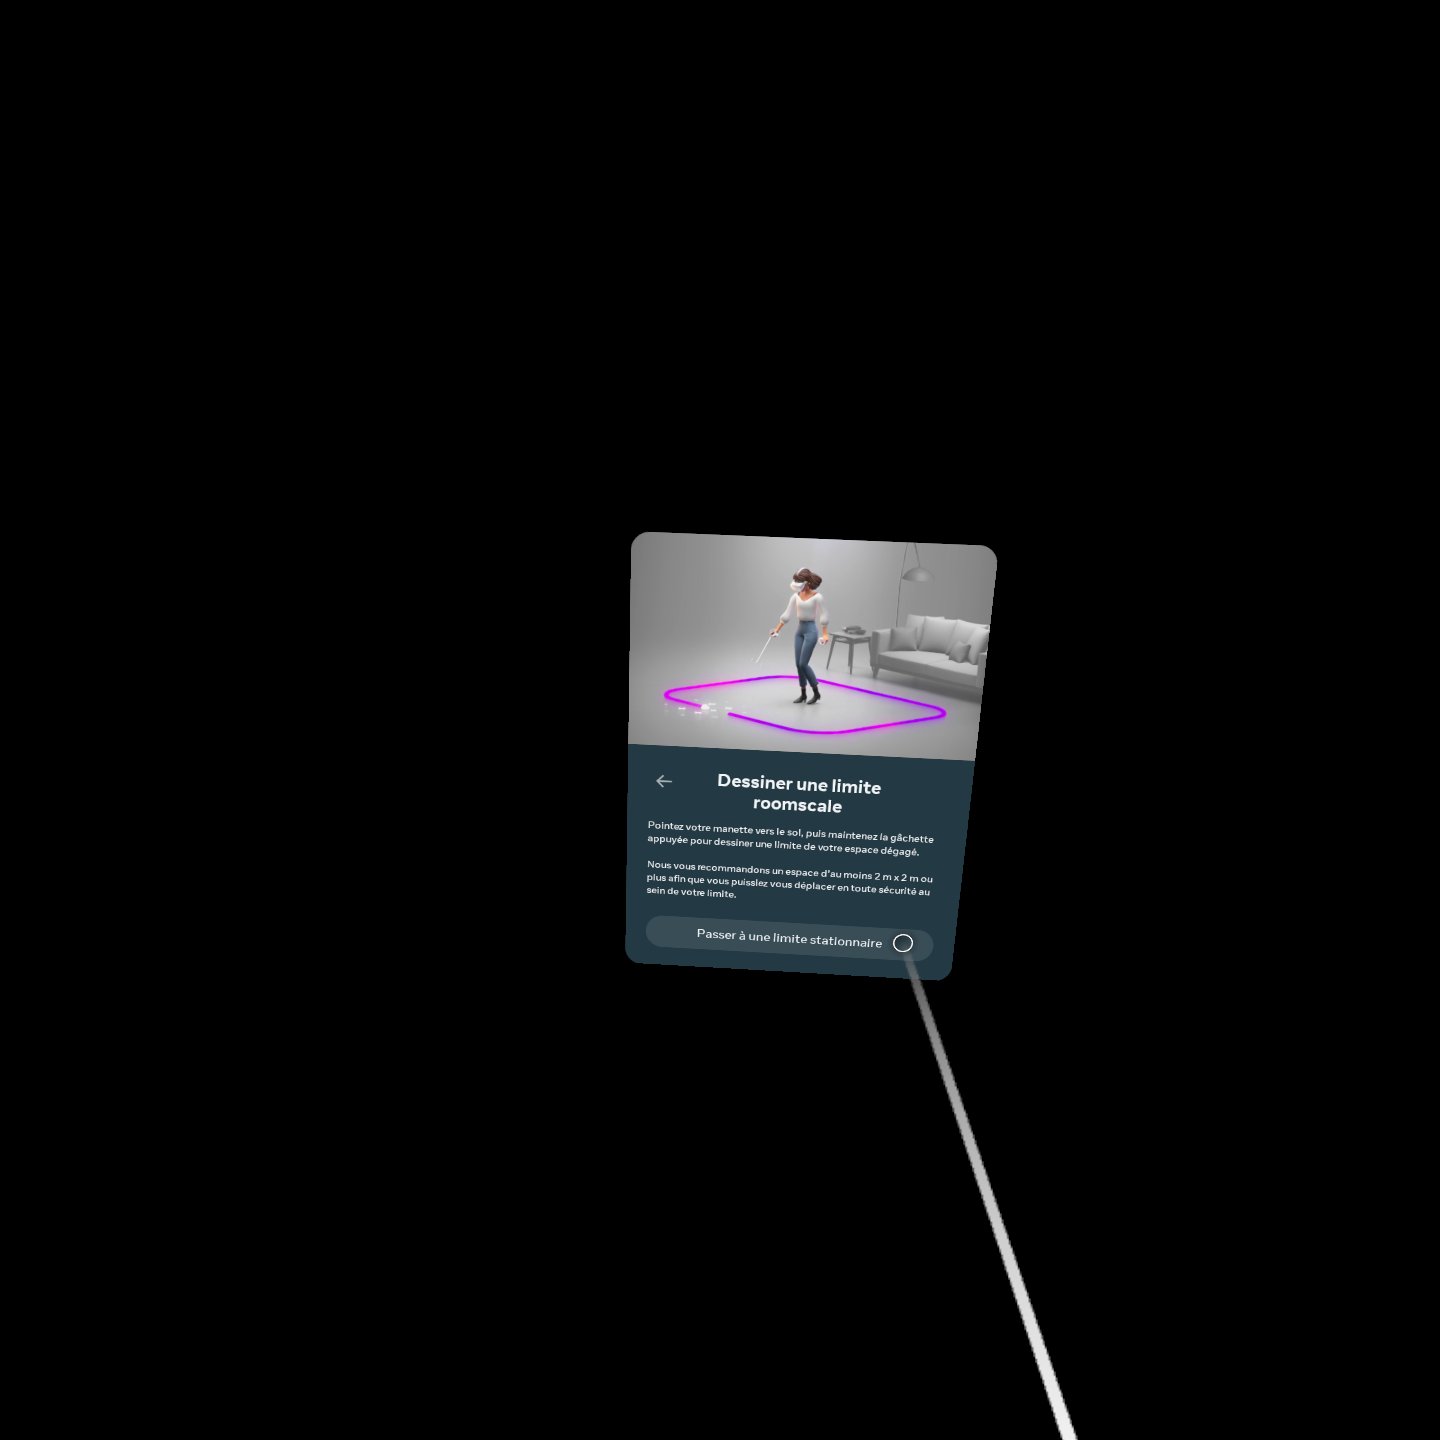 Dessiner une limite
roomscale
Pointez votre manette vers le sol, puis maintenez la gâchette
appuyée pour dessiner une limite de votre espace dégagé.
Nous vous recommandons un espace d'au moins 2 m x 2 m ou
plus afin que vous puissiez vous déplacer en toute sécurité au
sein de votre limite.
Passer à une limite stationnaire